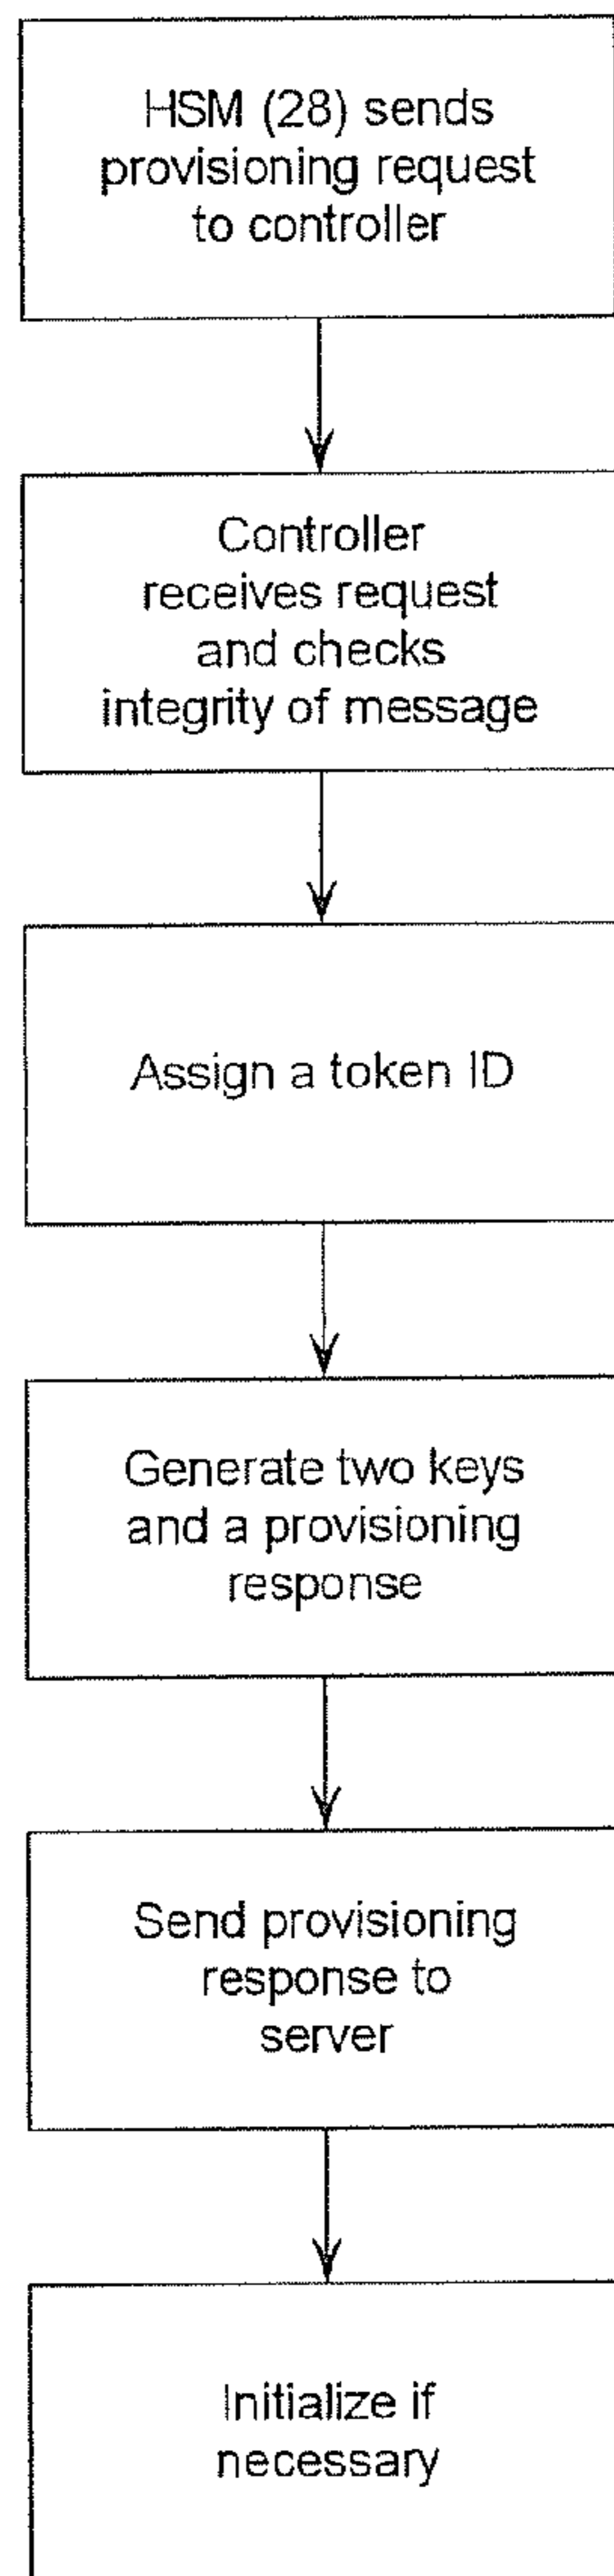 HSM (28) sends
provisioning request
to controller
Controller
receives request
and checks
integrity of message
Assign a token ID
Generate two keys
and a provisioning
response
Send provisioning
response to
server
Initialize if
necessary